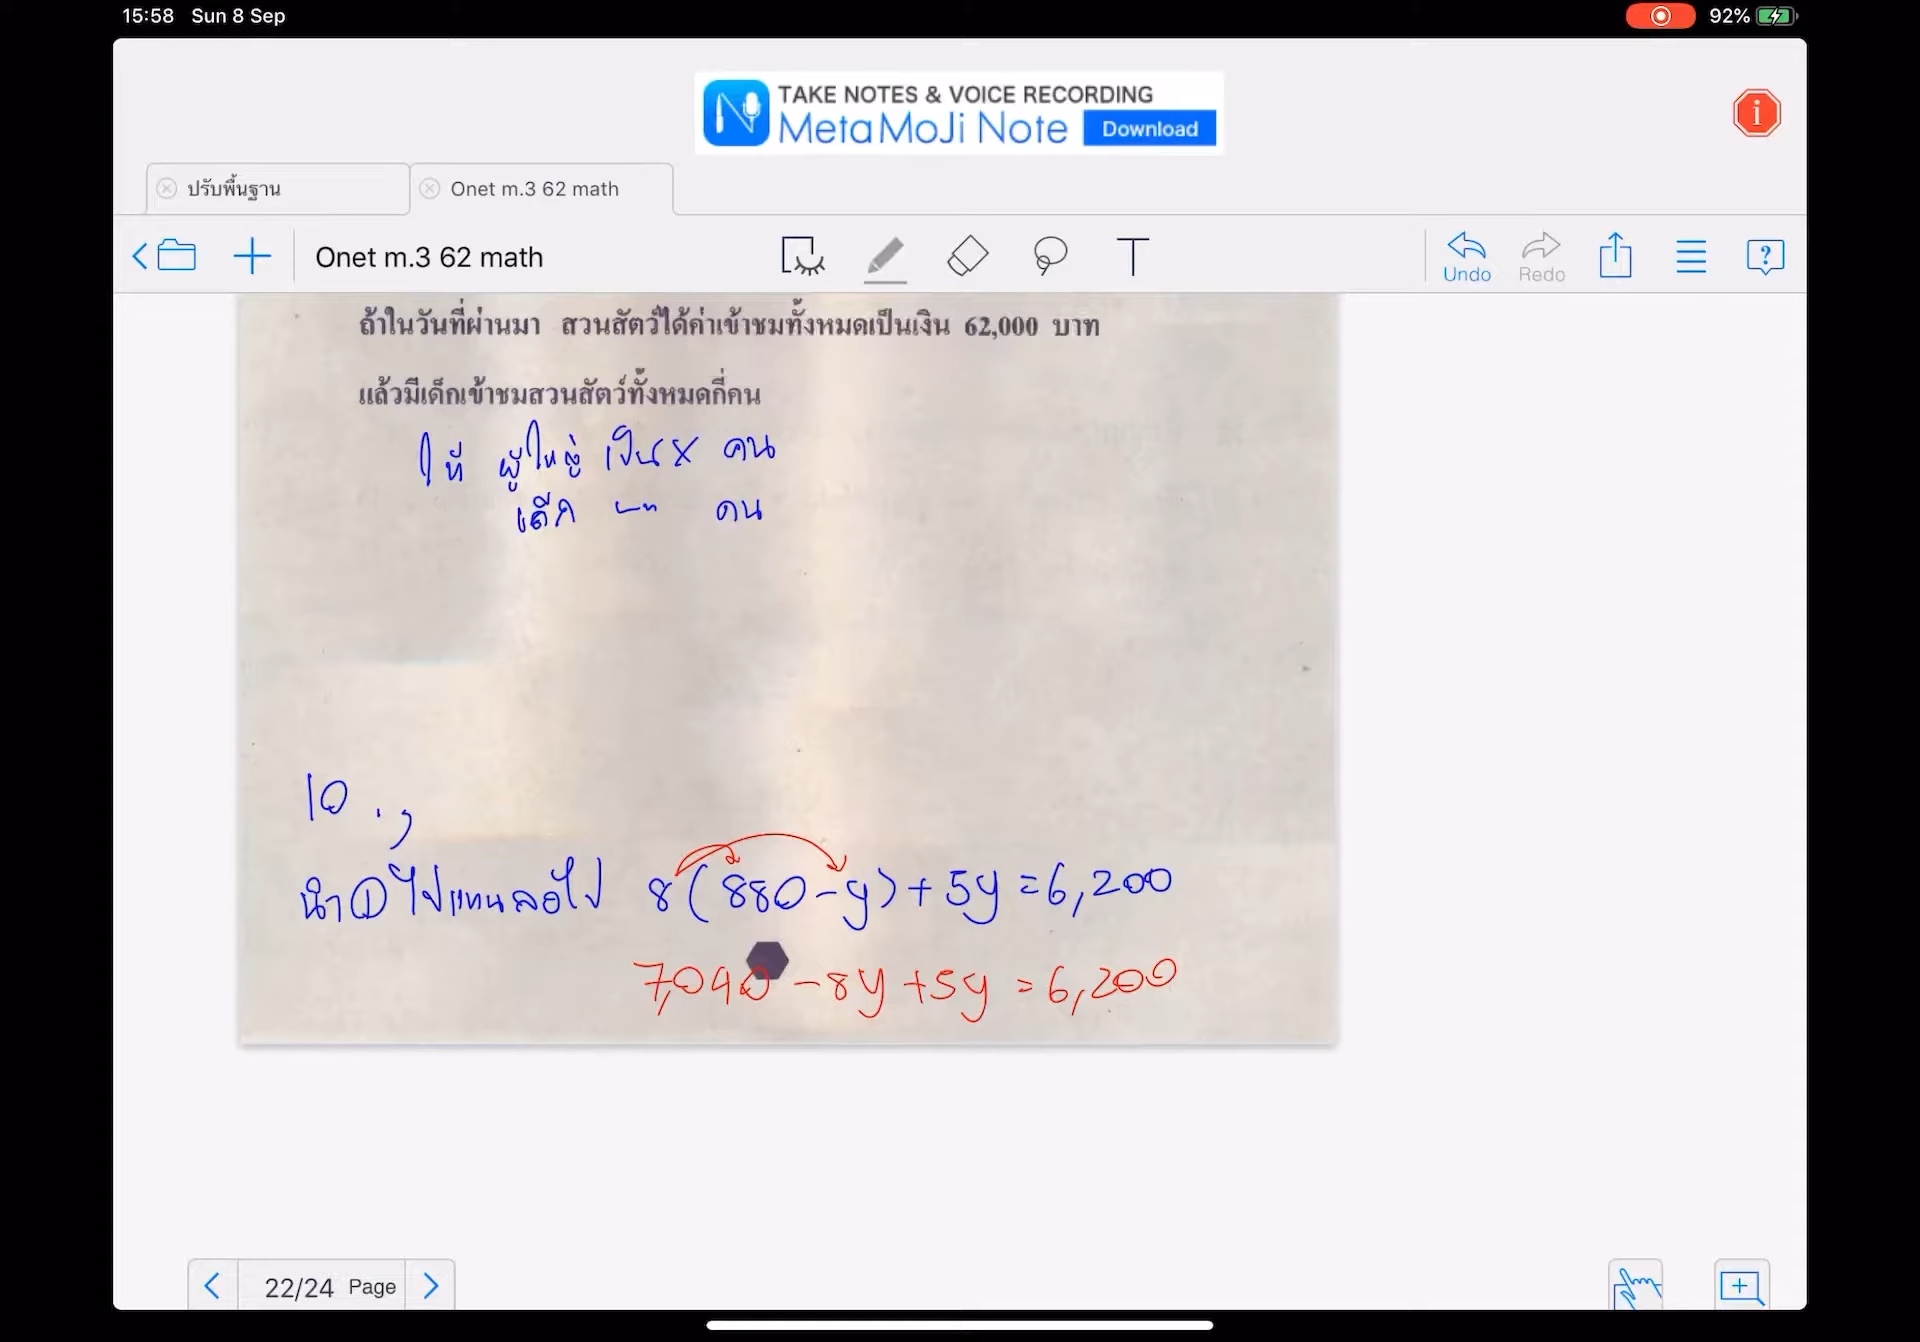 15:58 Sun 8 Sep
92%
TAKE NOTES & VOICE RECORDING
MetaMoJi Note Download
ปรับพื้นฐาน
Onet m.3 62 math
Onet m.3 62 math
Undo
Redo
ถ้าในวันที่ผ่านมา สวนสัตว์ได้ค่าเข้าชมทั้งหมดเป็นเงิน 62,000 บาท
แล้วมีเด็กเข้าชมสวนสัตว์ทั้งหมดกี่คน
ให้ ผู้ใหญ่ เป็น x คน
เด็ก คน
10
นำ ① ไปแทนลงไป 8(880-y)+5y=6,200
7,040-8y+5y=6,200
22/24 Page